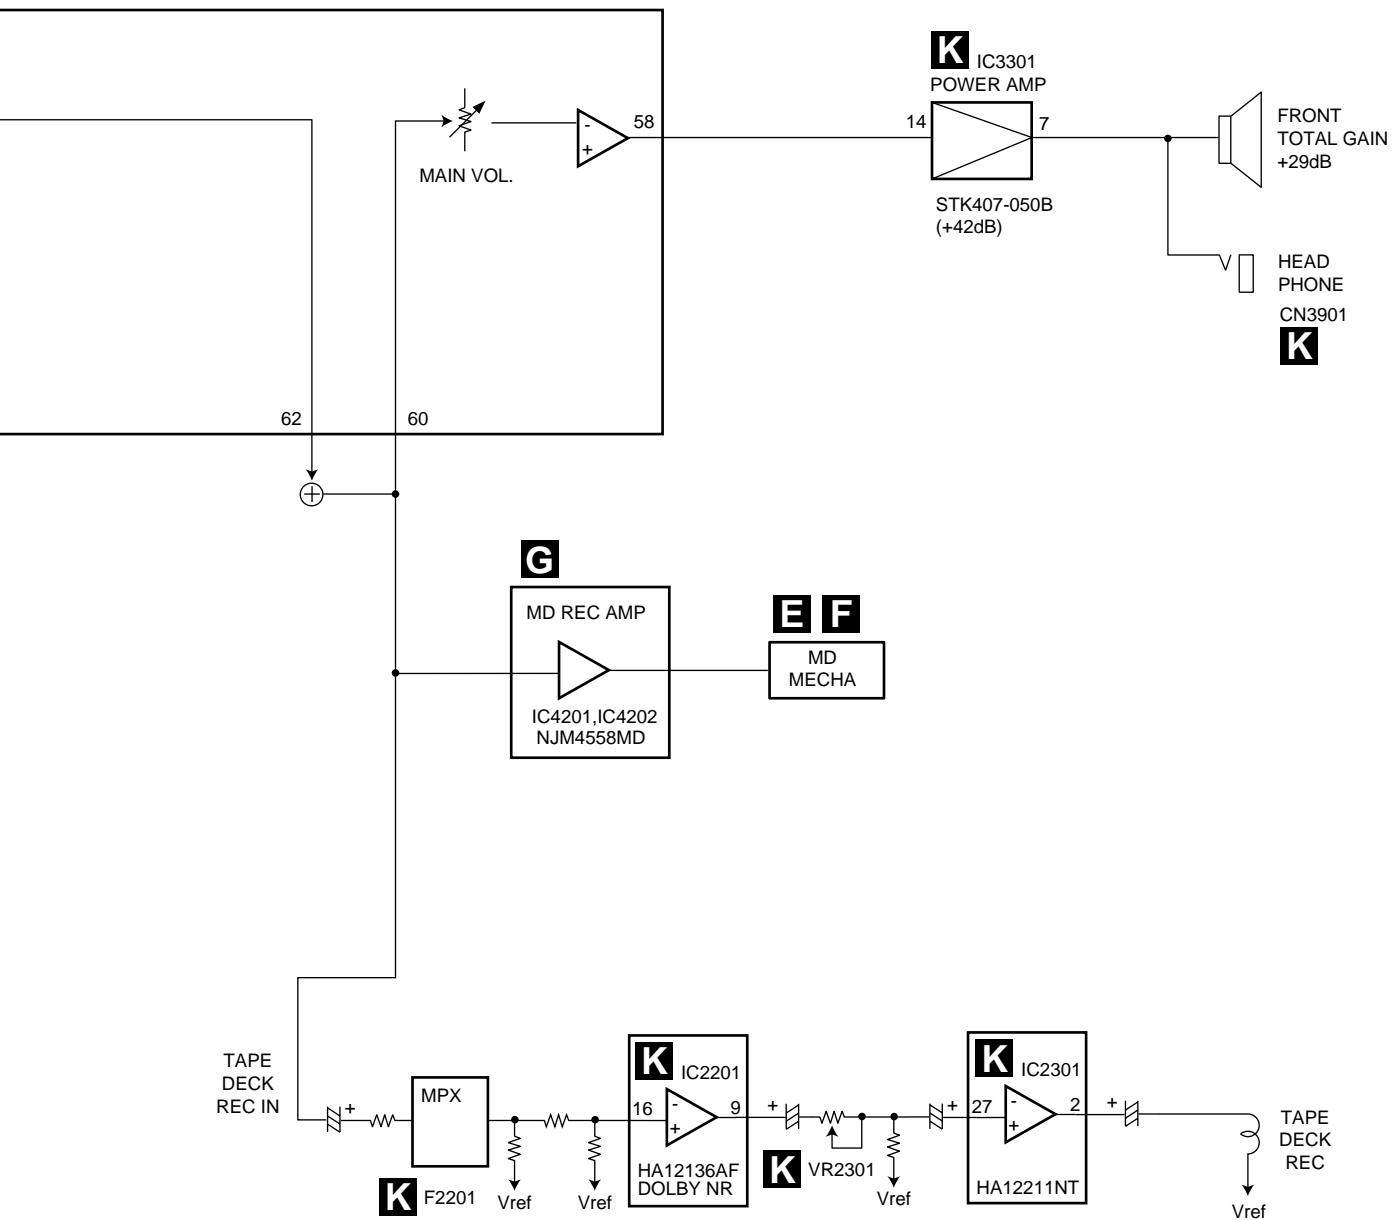 K IC3301
POWER AMP
14
7
STK407-050B
(+42dB)
FRONT
TOTAL GAIN
+29dB
HEAD
PHONE
CN3901
K
MAIN VOL.
-
+
58
62
60
G
MD REC AMP
IC4201,IC4202
NJM4558MD
E F
MD
MECHA
TAPE
DECK
REC IN
+
MPX
K F2201
Vref
Vref
K IC2201
16
-
+
9
HA12136AF
DOLBY NR
+
K VR2301
Vref
+
K IC2301
27
-
+
2
HA12211NT
+
TAPE
DECK
REC
Vref